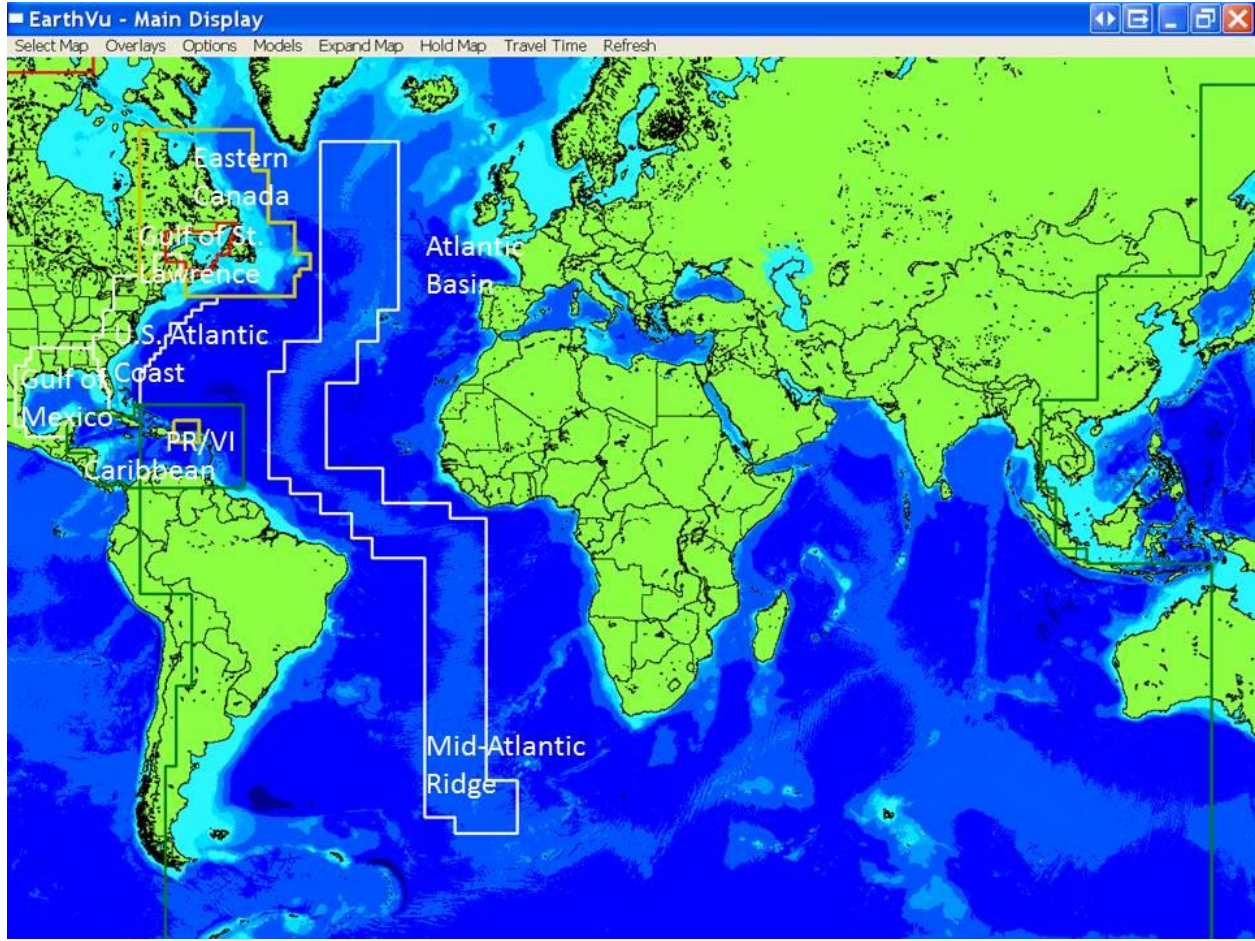 EarthVu - Main Display
Select Map Overlays Options Models Expand Map Hold Map Travel Time Refresh
Eastern
Canada
Gulf of St.
Lawrence
Atlantic
Basin
U.S. Atlantic
Coast
Gulf of
Mexico
PR/VI
Caribbean
Mid-Atlantic
Ridge